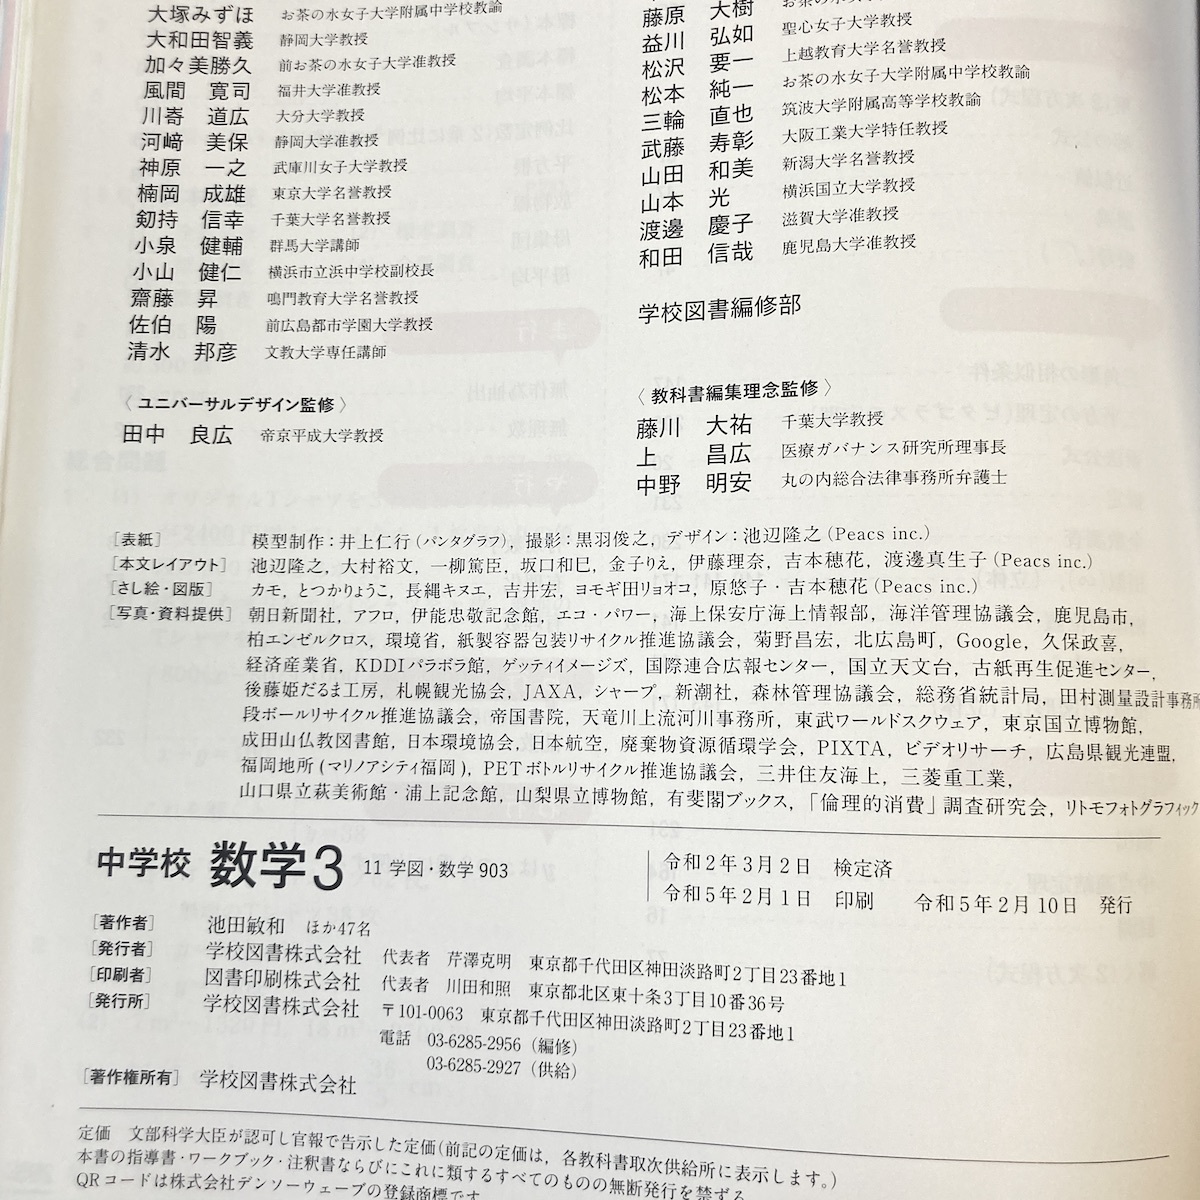 大塚みずほ お茶の水女子大学附属中学校教諭
大和田智義 静岡大学教授
加々美勝久 前お茶の水女子大学准教授
風間 寛司 福井大学准教授
川嵜 道広 大分大学教授
河﨑 美保 静岡大学准教授
神原 一之 武庫川女子大学教授
楠岡 成雄 東京大学名誉教授
剱持 信幸 千葉大学名誉教授
小泉 健輔 群馬大学講師
小山 健仁 横浜市立浜中学校副校長
齋藤 昇 鳴門教育大学名誉教授
佐伯 陽 前広島都市学園大学教授
清水 邦彦 文教大学専任講師
〈ユニバーサルデザイン監修〉
田中 良広 帝京平成大学教授
藤原 大樹
益川 弘如 聖心女子大学教授
松沢 要一 上越教育大学名誉教授
松本 純一 お茶の水女子大学附属中学校教諭
三輪 直也 筑波大学附属高等学校教諭
武藤 寿彰 大阪工業大学特任教授
山田 和美 新潟大学名誉教授
山本 光 横浜国立大学教授
渡邊 慶子 滋賀大学准教授
和田 信哉 鹿児島大学准教授
学校図書編修部
〈教科書編集理念監修〉
藤川 大祐 千葉大学教授
上 昌広 医療ガバナンス研究所理事長
中野 明安 丸の内総合法律事務所弁護士
[表紙] 模型制作：井上仁行(パンタグラフ), 撮影：黒羽俊之, デザイン：池辺隆之(Peacs inc.)
[本文レイアウト] 池辺隆之, 大村裕文, 一柳篤臣, 坂口和巳, 金子りえ, 伊藤理奈, 吉本穂花, 渡邊真生子(Peacs inc.)
[さし絵・図版] カモ, とつかりょうこ, 長縄キヌエ, 吉井宏, ヨモギ田リョオコ, 原悠子・吉本穂花(Peacs inc.)
[写真・資料提供] 朝日新聞社, アフロ, 伊能忠敬記念館, エコ・パワー, 海上保安庁海上情報部, 海洋管理協議会, 鹿児島市,
柏エンゼルクロス, 環境省, 紙製容器包装リサイクル推進協議会, 菊野昌宏, 北広島町, Google, 久保政喜,
経済産業省, KDDIパラボラ館, ゲッティイメージズ, 国際連合広報センター, 国立天文台, 古紙再生促進センター,
後藤姫だるま工房, 札幌観光協会, JAXA, シャープ, 新潮社, 森林管理協議会, 総務省統計局, 田村測量設計事務所
段ボールリサイクル推進協議会, 帝国書院, 天竜川上流河川事務所, 東武ワールドスクウェア, 東京国立博物館,
成田山仏教図書館, 日本環境協会, 日本航空, 廃棄物資源循環学会, PIXTA, ビデオリサーチ, 広島県観光連盟,
福岡地所(マリノアシティ福岡), PETボトルリサイクル推進協議会, 三井住友海上, 三菱重工業,
山口県立萩美術館・浦上記念館, 山梨県立博物館, 有斐閣ブックス, 「倫理的消費」調査研究会, リトモフォトグラフィック
中学校 数学3 11 学図・数学903
令和2年3月2日 検定済
令和5年2月1日 印刷 令和5年2月10日 発行
[著作者] 池田敏和 ほか47名
[発行者] 学校図書株式会社 代表者 芹澤克明 東京都千代田区神田淡路町2丁目23番地1
[印刷者] 図書印刷株式会社 代表者 川田和照 東京都北区東十条3丁目10番36号
[発行所] 学校図書株式会社 〒101-0063 東京都千代田区神田淡路町2丁目23番地1
電話 03-6285-2956(編修)
03-6285-2927(供給)
[著作権所有] 学校図書株式会社
定価 文部科学大臣が認可し官報で告示した定価(前記の定価は, 各教科書取次供給所に表示します。)
本書の指導書・ワークブック・注釈書ならびにこれに類するすべてのものの無断発行を禁ずる
QRコードは株式会社デンソーウェーブの登録商標です